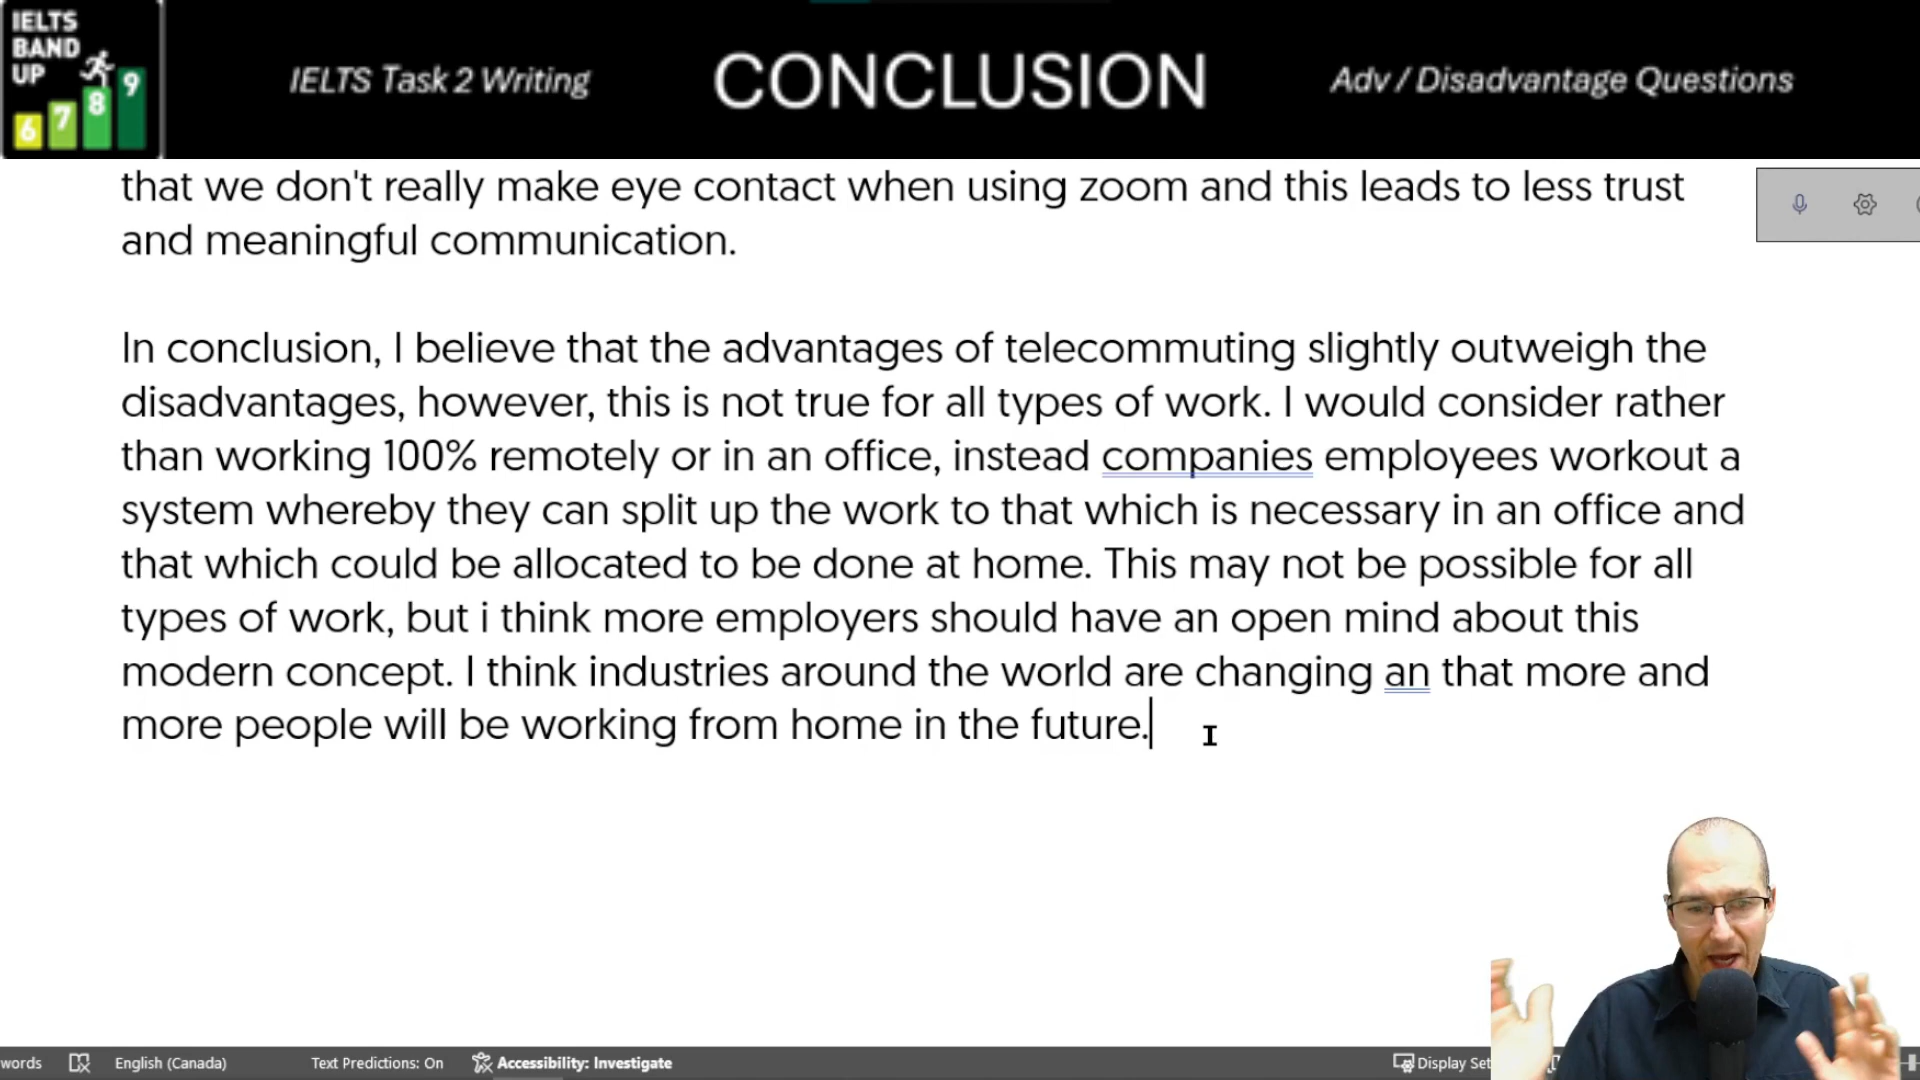 IELTS
BAND
UP
6 7 8 9
IELTS Task 2 Writing
CONCLUSION
Adv / Disadvantage Questions
that we don't really make eye contact when using zoom and this leads to less trust
and meaningful communication.
In conclusion, I believe that the advantages of telecommuting slightly outweigh the
disadvantages, however, this is not true for all types of work. I would consider rather
than working 100% remotely or in an office, instead companies employees workout a
system whereby they can split up the work to that which is necessary in an office and
that which could be allocated to be done at home. This may not be possible for all
types of work, but i think more employers should have an open mind about this
modern concept. I think industries around the world are changing an that more and
more people will be working from home in the future.
words English (Canada) Text Predictions: On Accessibility: Investigate Display Set